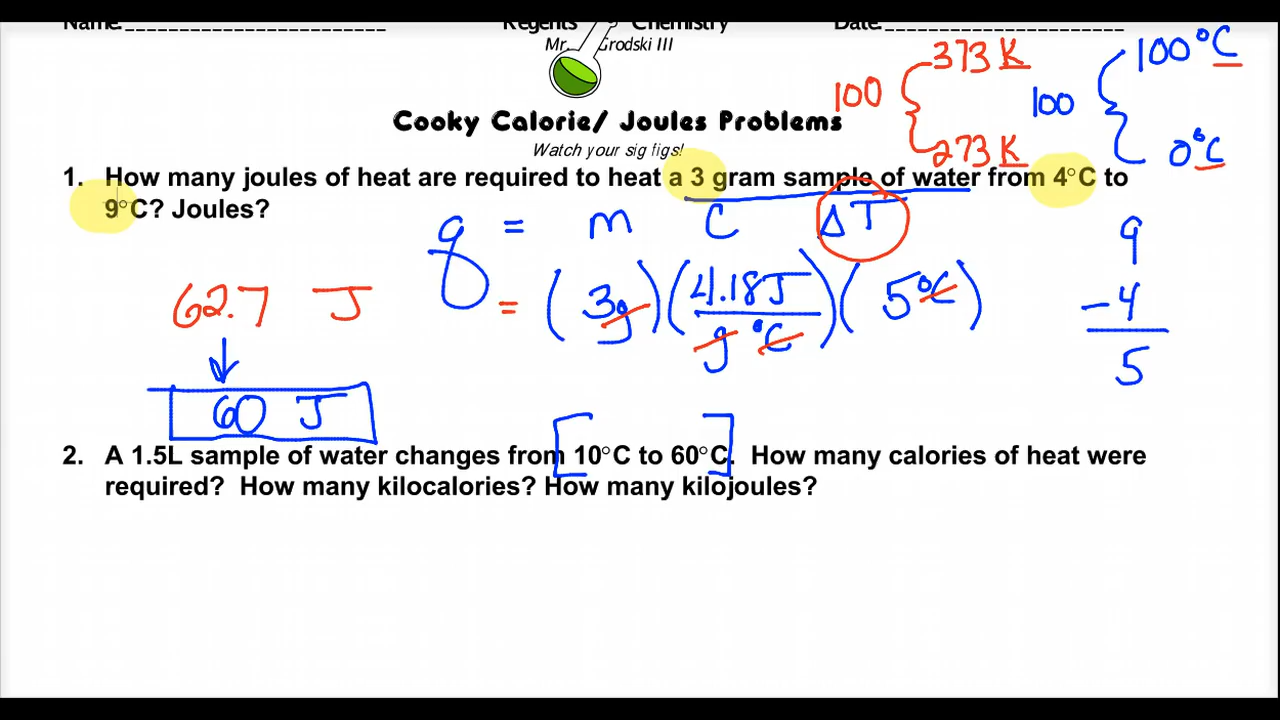 Name:________________________ Regents Chemistry Date:______________________
Mr. Grodski III
373 K
100
273 K
100°C
100
0°C
Cooky Calorie/ Joules Problems
Watch your sig figs!
1. How many joules of heat are required to heat a 3 gram sample of water from 4°C to
9°C? Joules?
q = m C ΔT
= (3g) (4.18J / g °C) (5°C)
9
-4
5
62.7 J
60 J
2. A 1.5L sample of water changes from [10°C to 60°C]. How many calories of heat were
required? How many kilocalories? How many kilojoules?